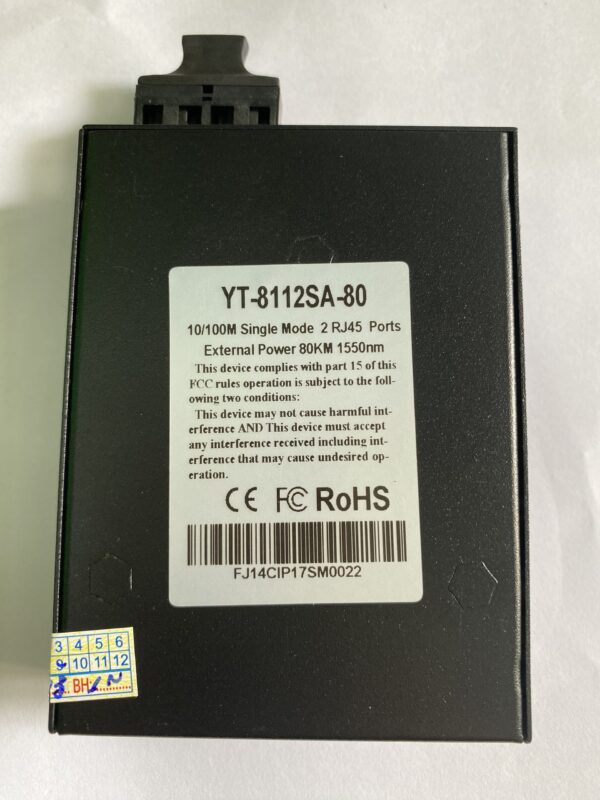 YT-8112SA-80
10/100M Single Mode 2 RJ45 Ports
External Power 80KM 1550nm
This device complies with part 15 of this
FCC rules operation is subject to the fol-
owing two conditions:
This device may not cause harmful int-
erference AND This device must accept
any interference received including int-
erference that may cause undesired op-
eration.
CE FC RoHS
FJ14CIP17SM0022
3 4 5 6
9 10 11 12
BH: